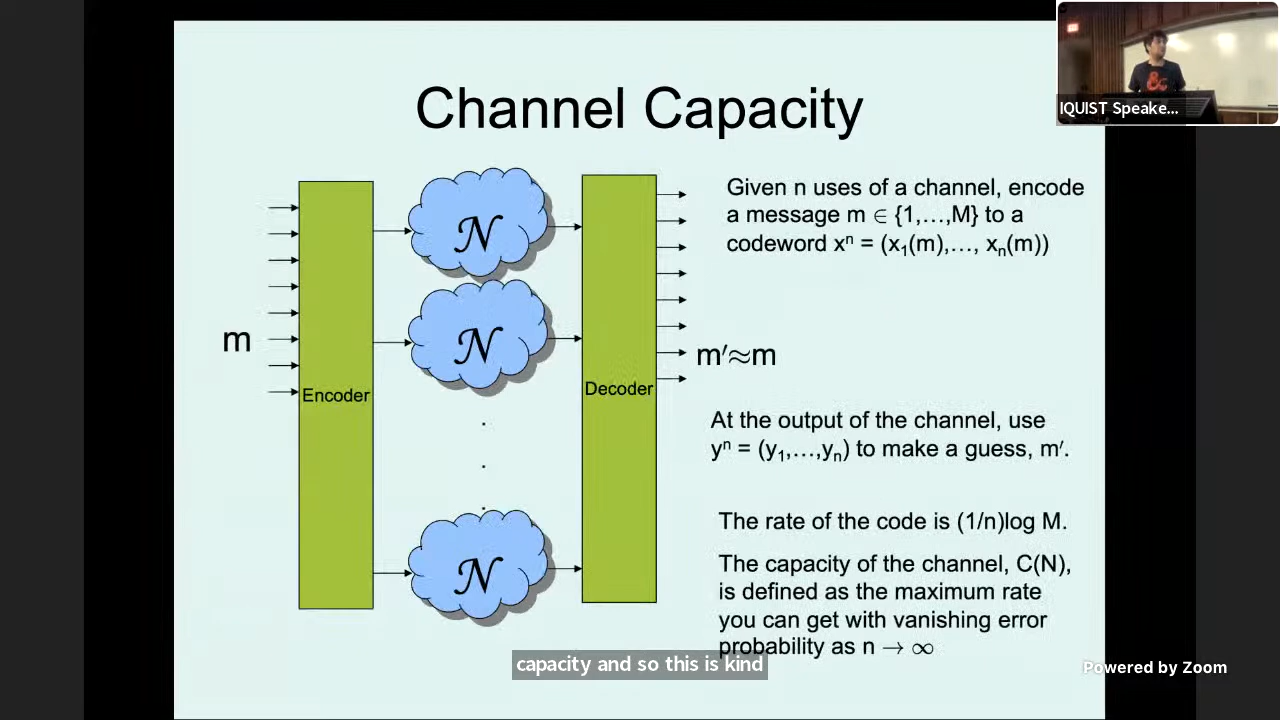 Channel Capacity
IQUIST Speake...
Given n uses of a channel, encode
a message m ∈ {1,…,M} to a
codeword xⁿ = (x₁(m),…, xₙ(m))
𝒩
𝒩
m
m′≈m
Encoder
Decoder
At the output of the channel, use
yⁿ = (y₁,…,yₙ) to make a guess, m′.
The rate of the code is (1/n)log M.
𝒩
The capacity of the channel, C(N),
is defined as the maximum rate
you can get with vanishing error
probability as n → ∞
capacity and so this is kind
Powered by Zoom